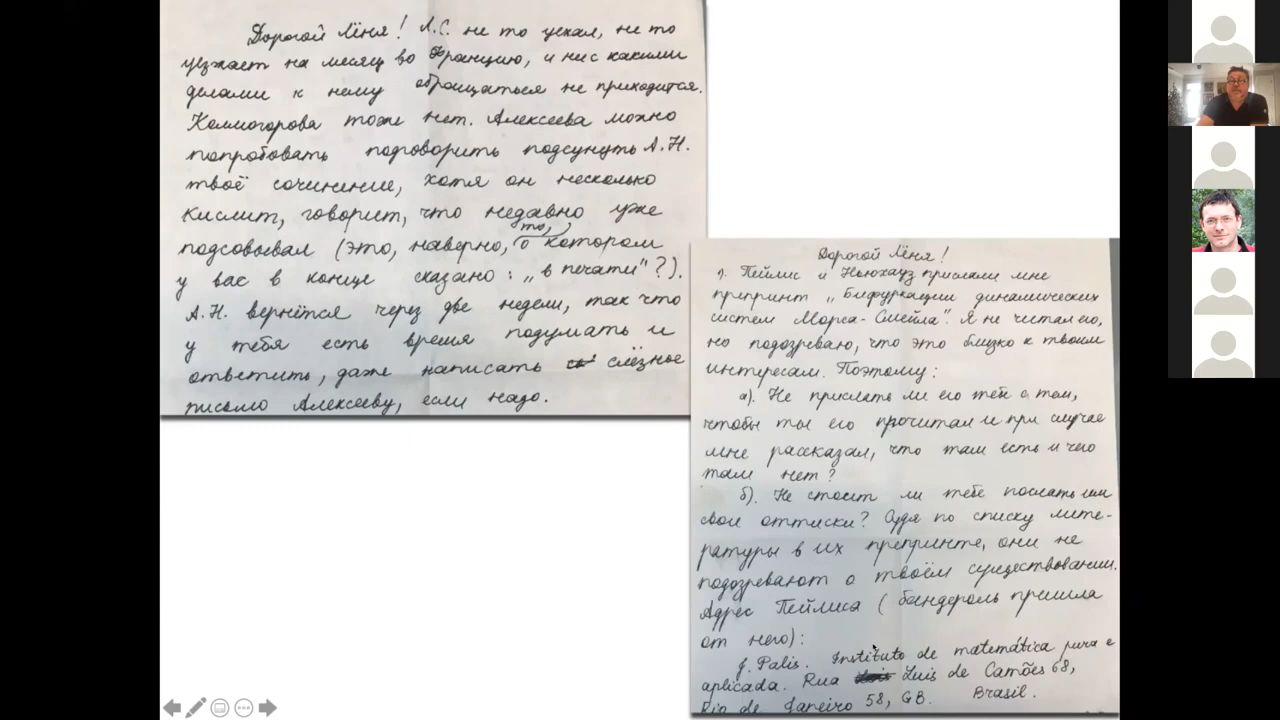 Дорогой Лёня! Л.С. не то уехал, не то
уезжает на месяц во Францию, и ни с какими
делами к нему обращаться не приходится.
Колмогорова тоже нет. Алексеева можно
попробовать подговорить подсунуть А.Н.
твоё сочинение, хотя он несколько
кислит, говорит, что недавно уже
подсовывал (это, наверно, то, о котором
у вас в конце сказано: „в печати"?).
А.Н. вернётся через две недели, так что
у тебя есть время подумать и
ответить, даже написать слёзное
письмо Алексееву, если надо.
Дорогой Лёня!
1. Пейлис и Ньюхауз прислали мне
препринт „Бифуркации динамических
систем Морса-Смейла". Я не читал его,
но подозреваю, что это близко к твоим
интересам. Поэтому:
а). Не прислать ли его тебе с тем,
чтобы ты его прочитал и при случае
мне рассказал, что там есть и чего
там нет?
б). Не стоит ли тебе послать им
свои оттиски? Судя по списку лите-
ратуры в их препринте, они не
подозревают о твоём существовании.
Адрес Пейлиса (бандероль пришла
от него):
J. Palis. Instituto de matemática pura e
aplicada. Rua Luis de Camões 68,
Rio de Janeiro 58, GB. Brasil.